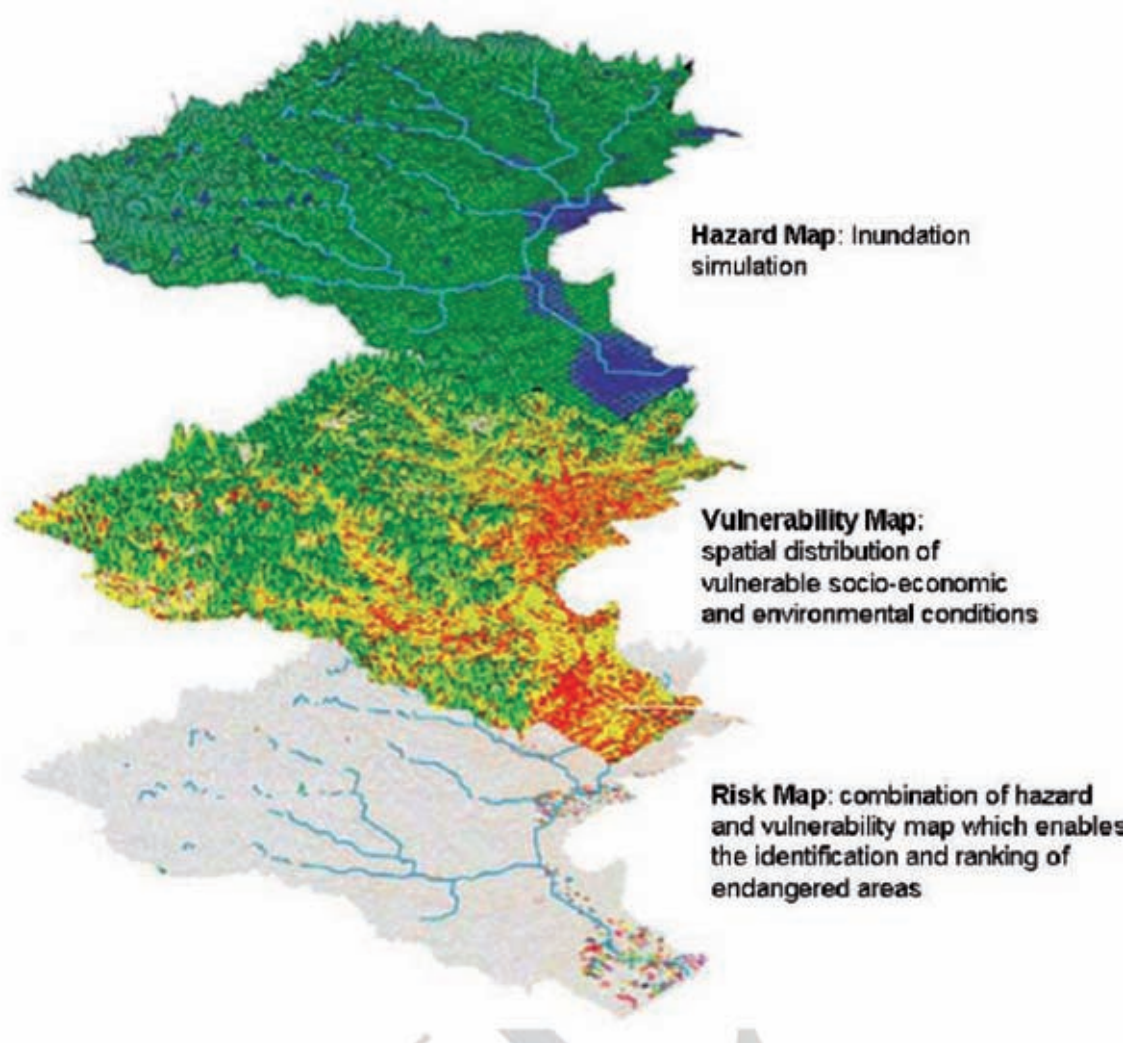 Hazard Map: Inundation
simulation
Vulnerability Map:
spatial distribution of
vulnerable socio-economic
and environmental conditions
Risk Map: combination of hazard
and vulnerability map which enables
the identification and ranking of
endangered areas